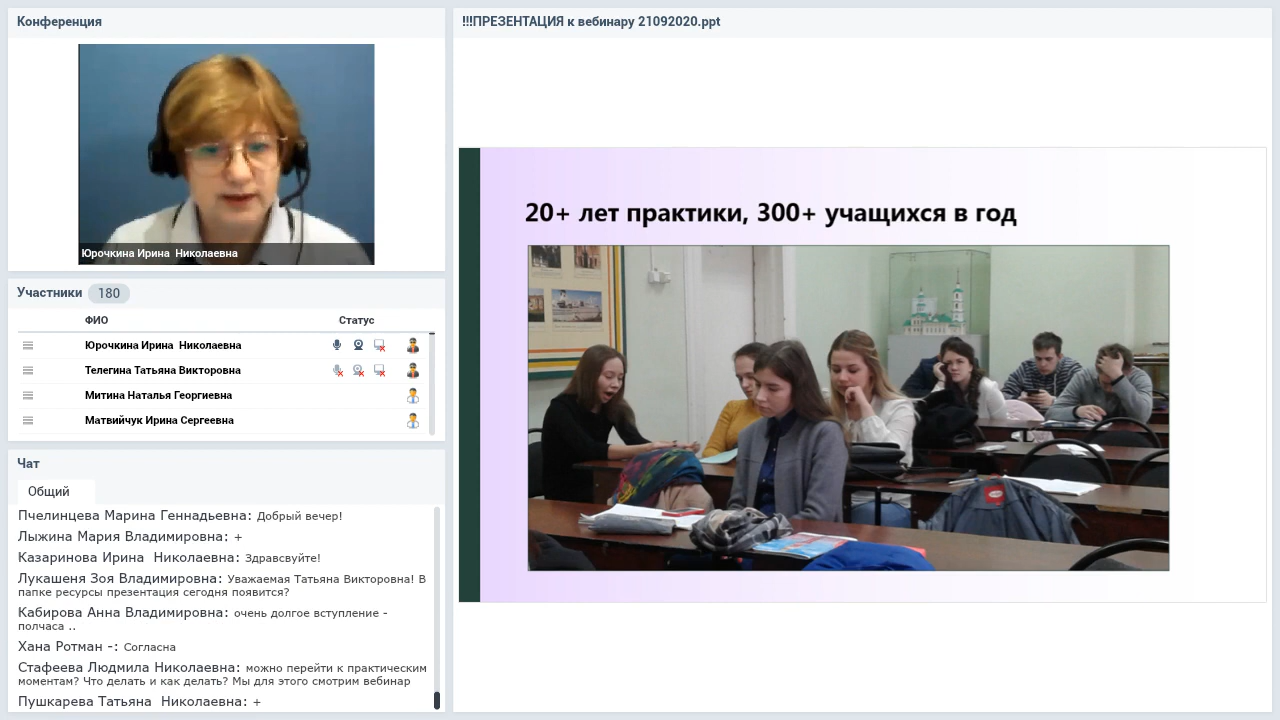 Конференция
Юрочкина Ирина  Николаевна
Участники 180
ФИО Статус
Юрочкина Ирина  Николаевна
Телегина Татьяна Викторовна
Митина Наталья Георгиевна
Матвийчук Ирина Сергеевна
Чат
Общий
Пчелинцева Марина Геннадьевна: Добрый вечер!
Лыжина Мария Владимировна: +
Казаринова Ирина  Николаевна: Здравсвуйте!
Лукашеня Зоя Владимировна: Уважаемая Татьяна Викторовна! В
папке ресурсы презентация сегодня появится?
Кабирова Анна Владимировна: очень долгое вступление -
полчаса ..
Хана Ротман -: Согласна
Стафеева Людмила Николаевна: можно перейти к практическим
моментам? Что делать и как делать? Мы для этого смотрим вебинар
Пушкарева Татьяна  Николаевна: +
!!!ПРЕЗЕНТАЦИЯ к вебинару 21092020.ppt
20+ лет практики, 300+ учащихся в год